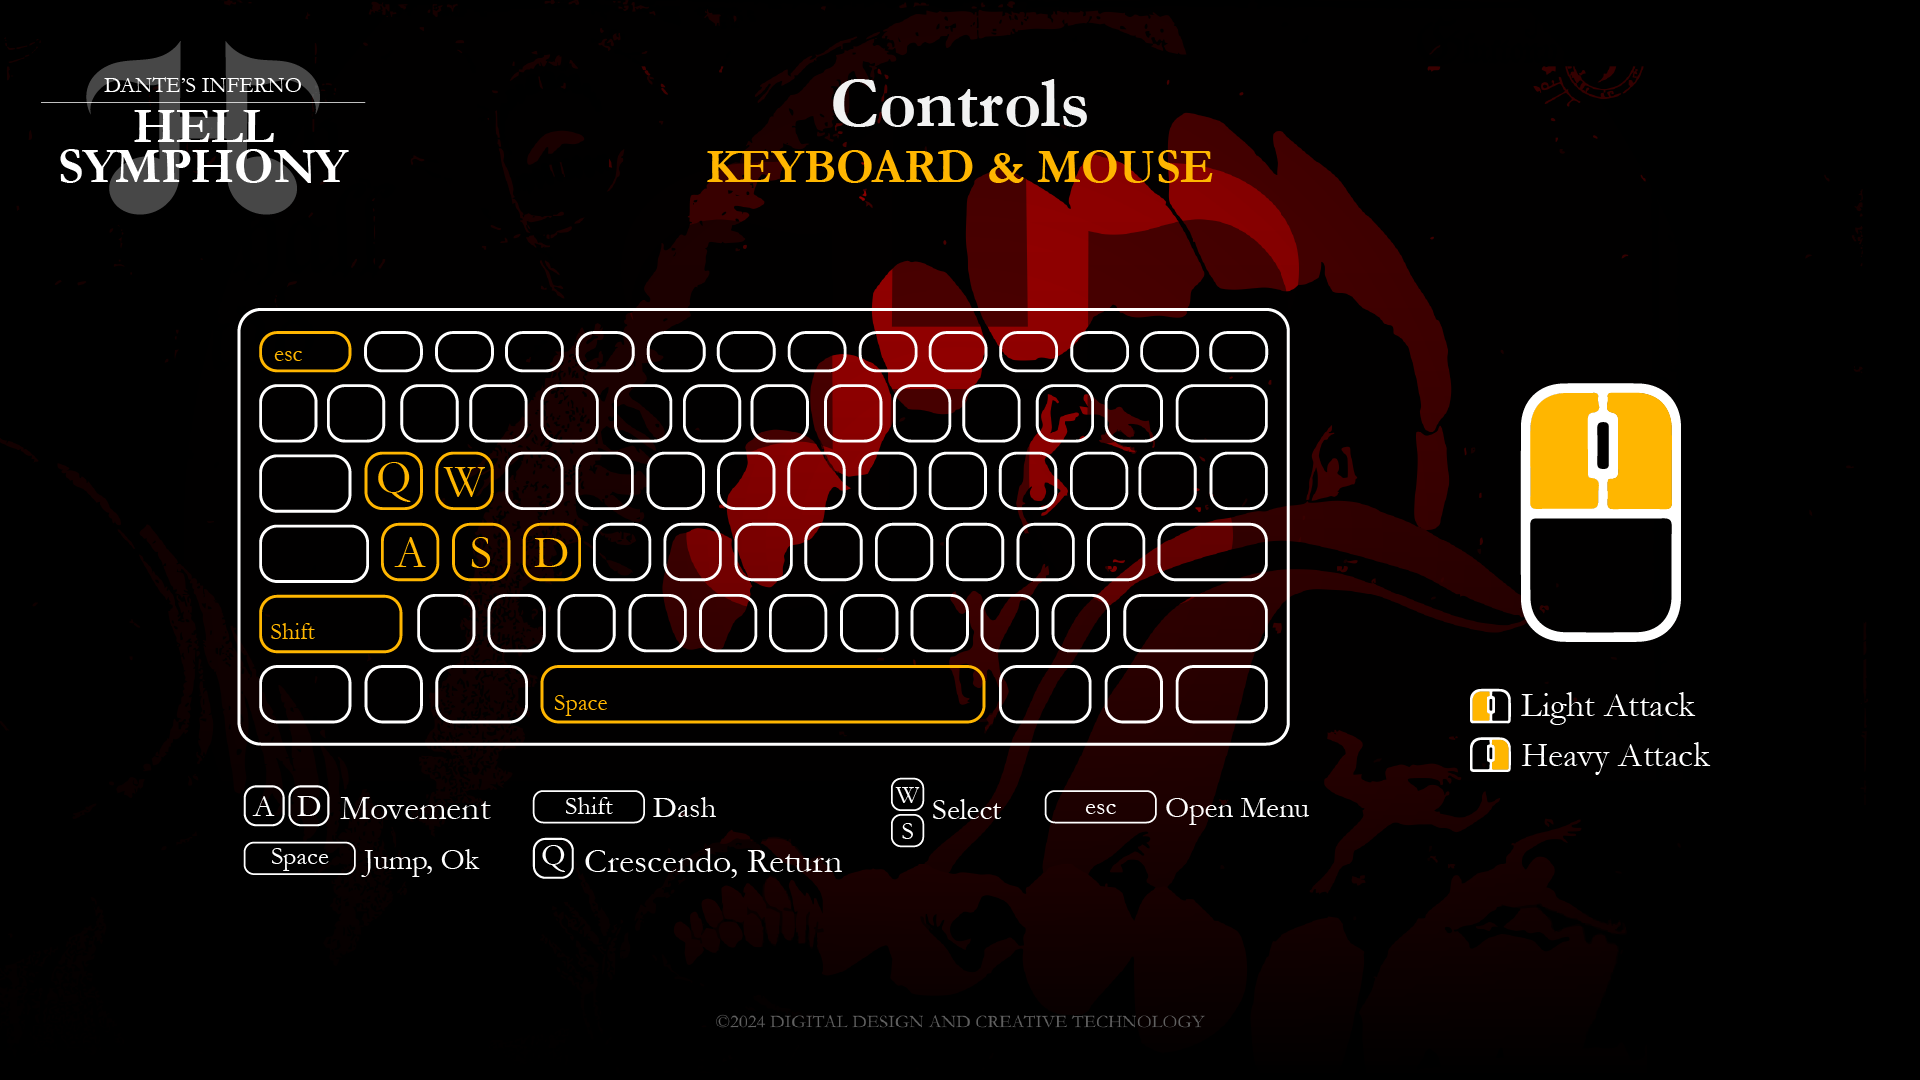 DANTE'S INFERNO
HELL
SYMPHONY
Controls
KEYBOARD & MOUSE
esc
Q W
A S D
Shift
Space
Light Attack
Heavy Attack
A D Movement
Shift Dash
W
S
Select
esc Open Menu
Space Jump, Ok
Q Crescendo, Return
©2024 DIGITAL DESIGN AND CREATIVE TECHNOLOGY